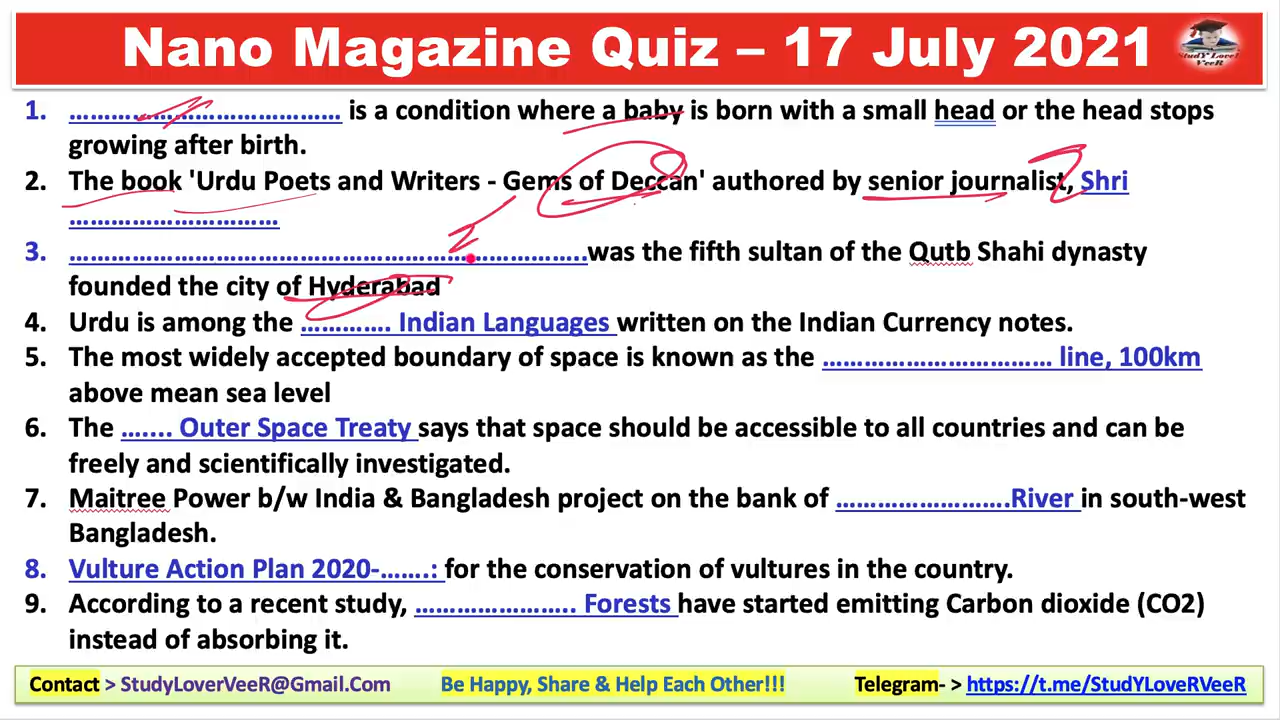 Nano Magazine Quiz – 17 July 2021
StudY LoveR
VeeR
1. ………………………………… is a condition where a baby is born with a small head or the head stops
growing after birth.
2. The book 'Urdu Poets and Writers - Gems of Deccan' authored by senior journalist, Shri
…………………………
3. ………………………………………………………………..was the fifth sultan of the Qutb Shahi dynasty
founded the city of Hyderabad
4. Urdu is among the …………. Indian Languages written on the Indian Currency notes.
5. The most widely accepted boundary of space is known as the …………………………… line, 100km
above mean sea level
6. The ….... Outer Space Treaty says that space should be accessible to all countries and can be
freely and scientifically investigated.
7. Maitree Power b/w India & Bangladesh project on the bank of …………………….River in south-west
Bangladesh.
8. Vulture Action Plan 2020-…….: for the conservation of vultures in the country.
9. According to a recent study, ………………….. Forests have started emitting Carbon dioxide (CO2)
instead of absorbing it.
Contact > StudyLoverVeeR@Gmail.Com Be Happy, Share & Help Each Other!!! Telegram- > https://t.me/StudYLoveRVeeR